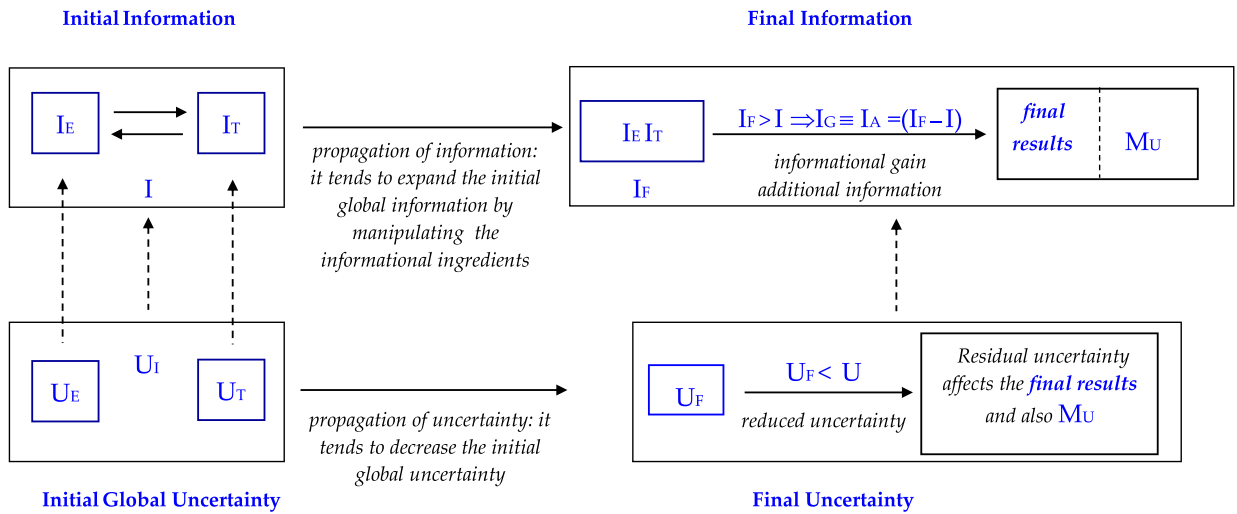 Initial Information
Final Information
IE
IT
I
propagation of information:
it tends to expand the initial
global information by
manipulating the
informational ingredients
IE IT
IF
IF > I ⇒IG ≡ IA =(IF – I)
informational gain
additional information
final
results
MU
UE
UI
UT
propagation of uncertainty: it
tends to decrease the initial
global uncertainty
UF
UF < U
reduced uncertainty
Residual uncertainty
affects the final results
and also MU
Initial Global Uncertainty
Final Uncertainty